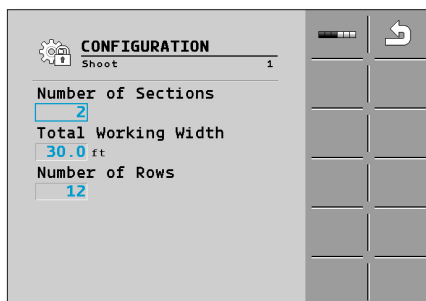 CONFIGURATION
Shoot 1
Number of Sections
2
Total Working Width
30.0 ft
Number of Rows
12